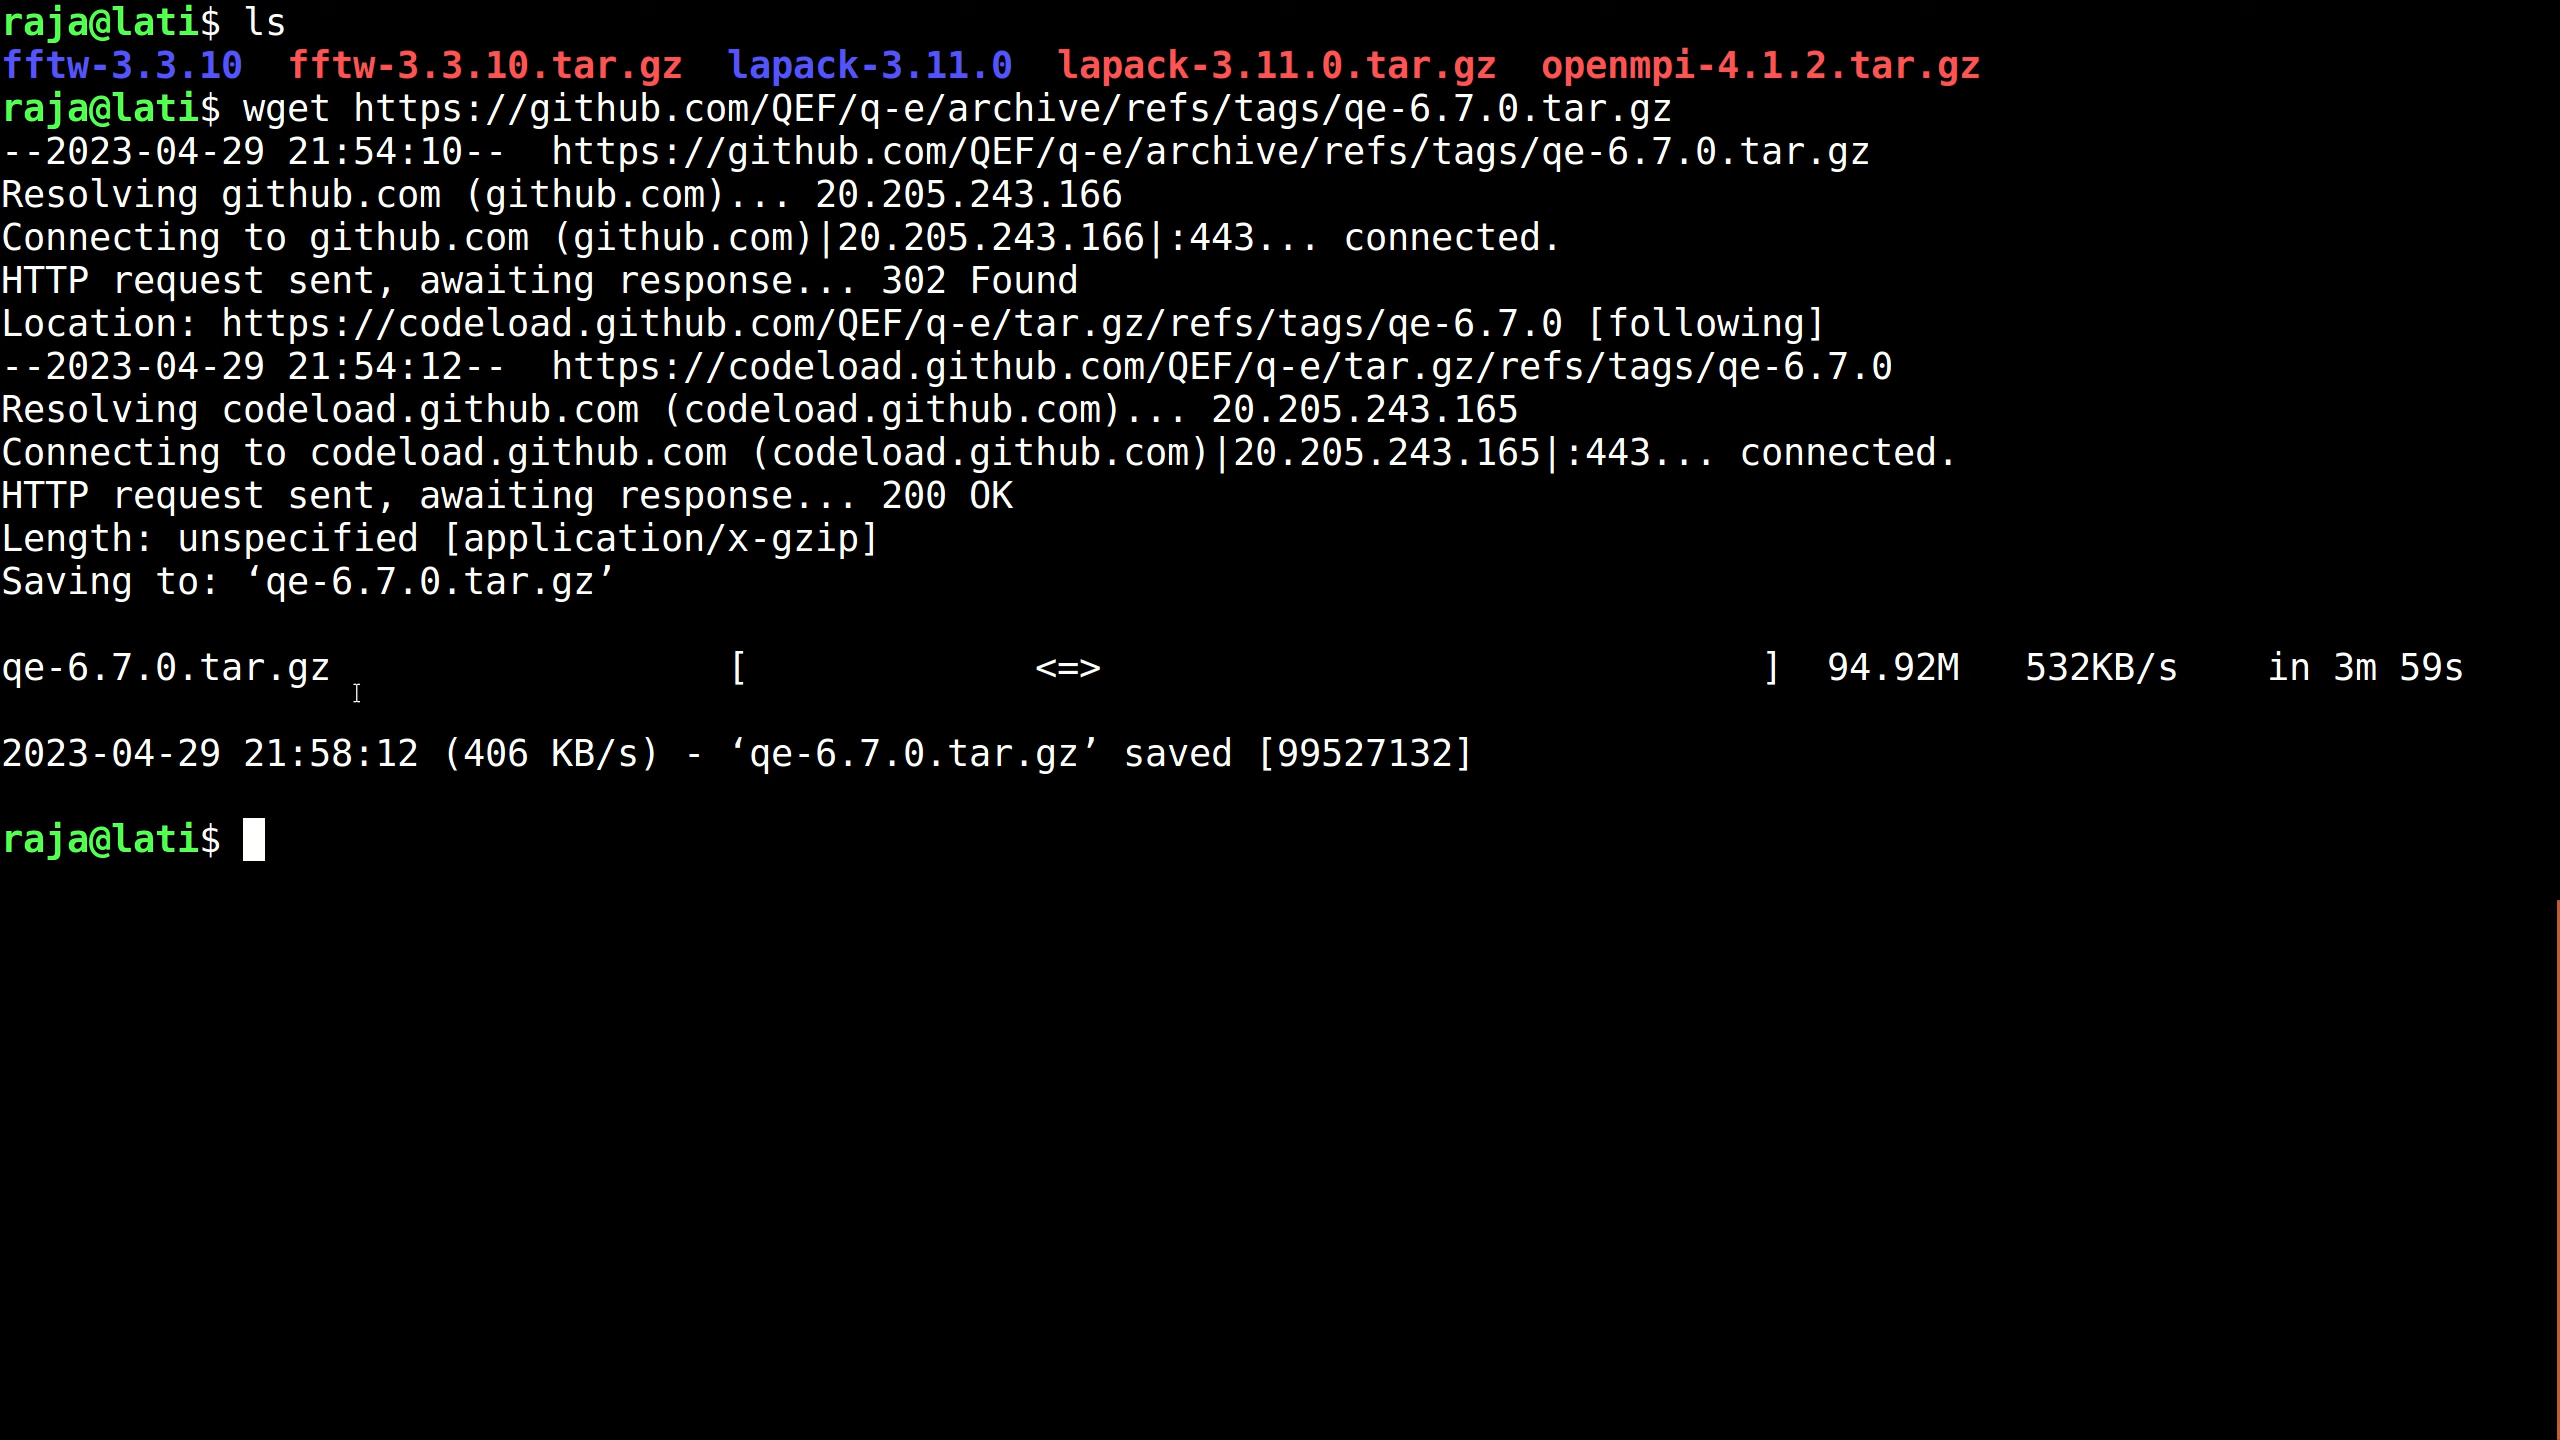 raja@lati$ ls
fftw-3.3.10  fftw-3.3.10.tar.gz  lapack-3.11.0  lapack-3.11.0.tar.gz  openmpi-4.1.2.tar.gz
raja@lati$ wget https://github.com/QEF/q-e/archive/refs/tags/qe-6.7.0.tar.gz
--2023-04-29 21:54:10--  https://github.com/QEF/q-e/archive/refs/tags/qe-6.7.0.tar.gz
Resolving github.com (github.com)... 20.205.243.166
Connecting to github.com (github.com)|20.205.243.166|:443... connected.
HTTP request sent, awaiting response... 302 Found
Location: https://codeload.github.com/QEF/q-e/tar.gz/refs/tags/qe-6.7.0 [following]
--2023-04-29 21:54:12--  https://codeload.github.com/QEF/q-e/tar.gz/refs/tags/qe-6.7.0
Resolving codeload.github.com (codeload.github.com)... 20.205.243.165
Connecting to codeload.github.com (codeload.github.com)|20.205.243.165|:443... connected.
HTTP request sent, awaiting response... 200 OK
Length: unspecified [application/x-gzip]
Saving to: ‘qe-6.7.0.tar.gz’
qe-6.7.0.tar.gz                  [             <=>                              ]  94.92M   532KB/s    in 3m 59s
2023-04-29 21:58:12 (406 KB/s) - ‘qe-6.7.0.tar.gz’ saved [99527132]
raja@lati$